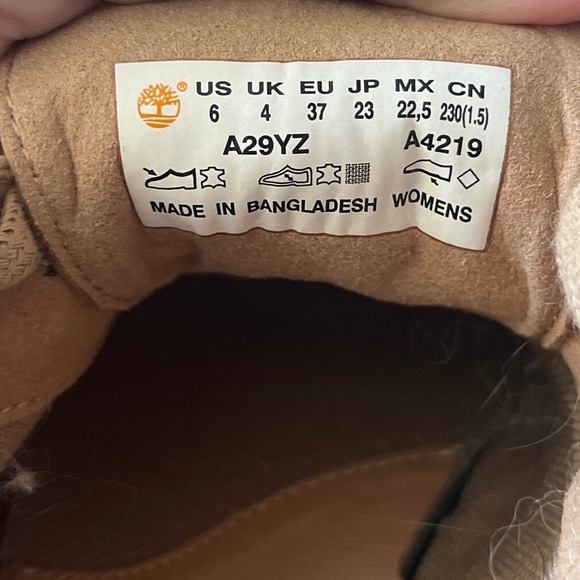 US UK EU JP MX CN
6 4 37 23 22,5 230(1.5)
A29YZ A4219
MADE IN BANGLADESH WOMENS